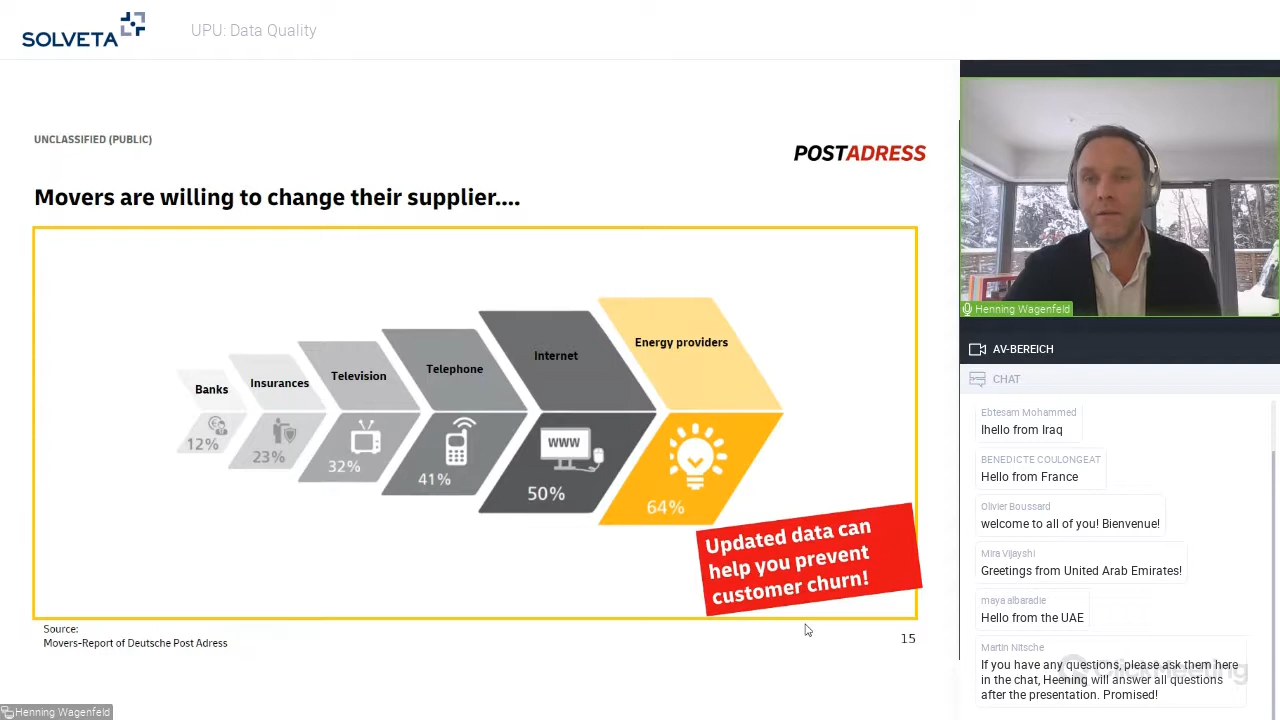 SOLVETA
UPU: Data Quality
UNCLASSIFIED (PUBLIC)
POSTADRESS
Movers are willing to change their supplier....
Banks
Insurances
Television
Telephone
Internet
Energy providers
12%
23%
32%
41%
WWW
50%
64%
Updated data can
help you prevent
customer churn!
Source:
Movers-Report of Deutsche Post Adress
15
Henning Wagenfeld
Henning Wagenfeld
AV-BEREICH
CHAT
Ebtesam Mohammed
Ihello from Iraq
BENEDICTE COULONGEAT
Hello from France
Olivier Boussard
welcome to all of you! Bienvenue!
Mira Vijayshi
Greetings from United Arab Emirates!
maya albaradie
Hello from the UAE
Martin Nitsche
If you have any questions, please ask them here
in the chat, Heening will answer all questions
after the presentation. Promised!